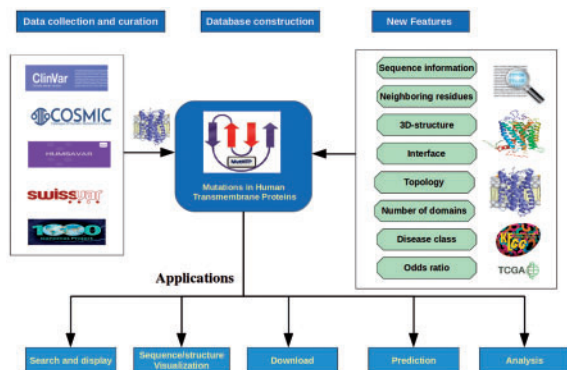 Data collection and curation
Database construction
New Features
ClinVar
COSMIC
HUMSAVAR
swissvar
1000
Mutations in Human
Transmembrane Proteins
Sequence information
Neighboring residues
3D-structure
Interface
Topology
Number of domains
Disease class
Odds ratio
KEGG
TCGA
Applications
Search and display
Sequence/structure
Visualization
Download
Prediction
Analysis